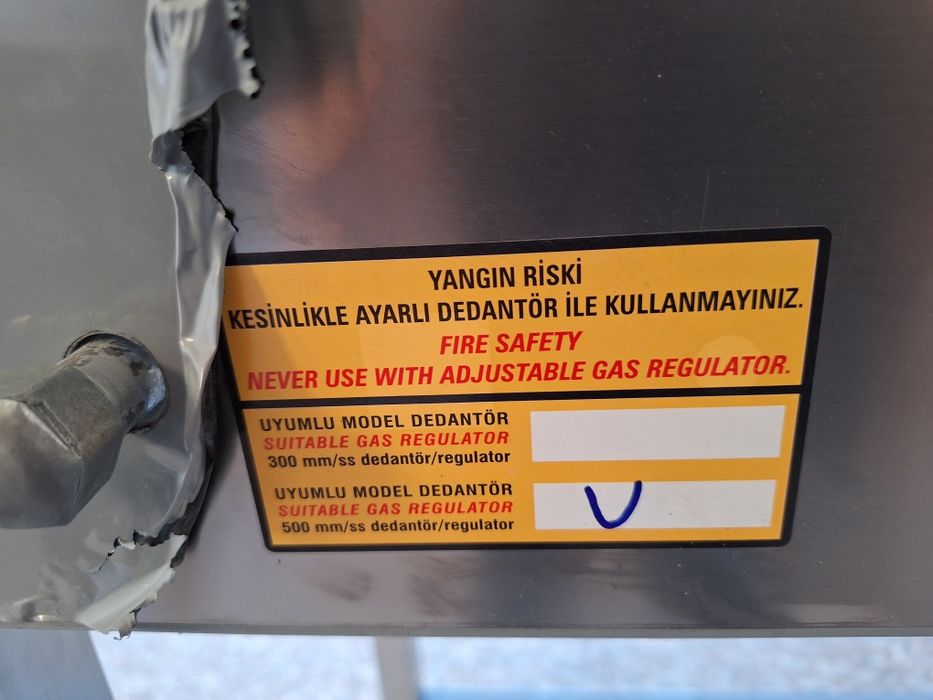 YANGIN RİSKİ
KESİNLİKLE AYARLI DEDANTÖR İLE KULLANMAYINIZ.
FIRE SAFETY
NEVER USE WITH ADJUSTABLE GAS REGULATOR.
UYUMLU MODEL DEDANTÖR
SUITABLE GAS REGULATOR
300 mm/ss dedantör/regulator
UYUMLU MODEL DEDANTÖR
SUITABLE GAS REGULATOR
500 mm/ss dedantör/regulator